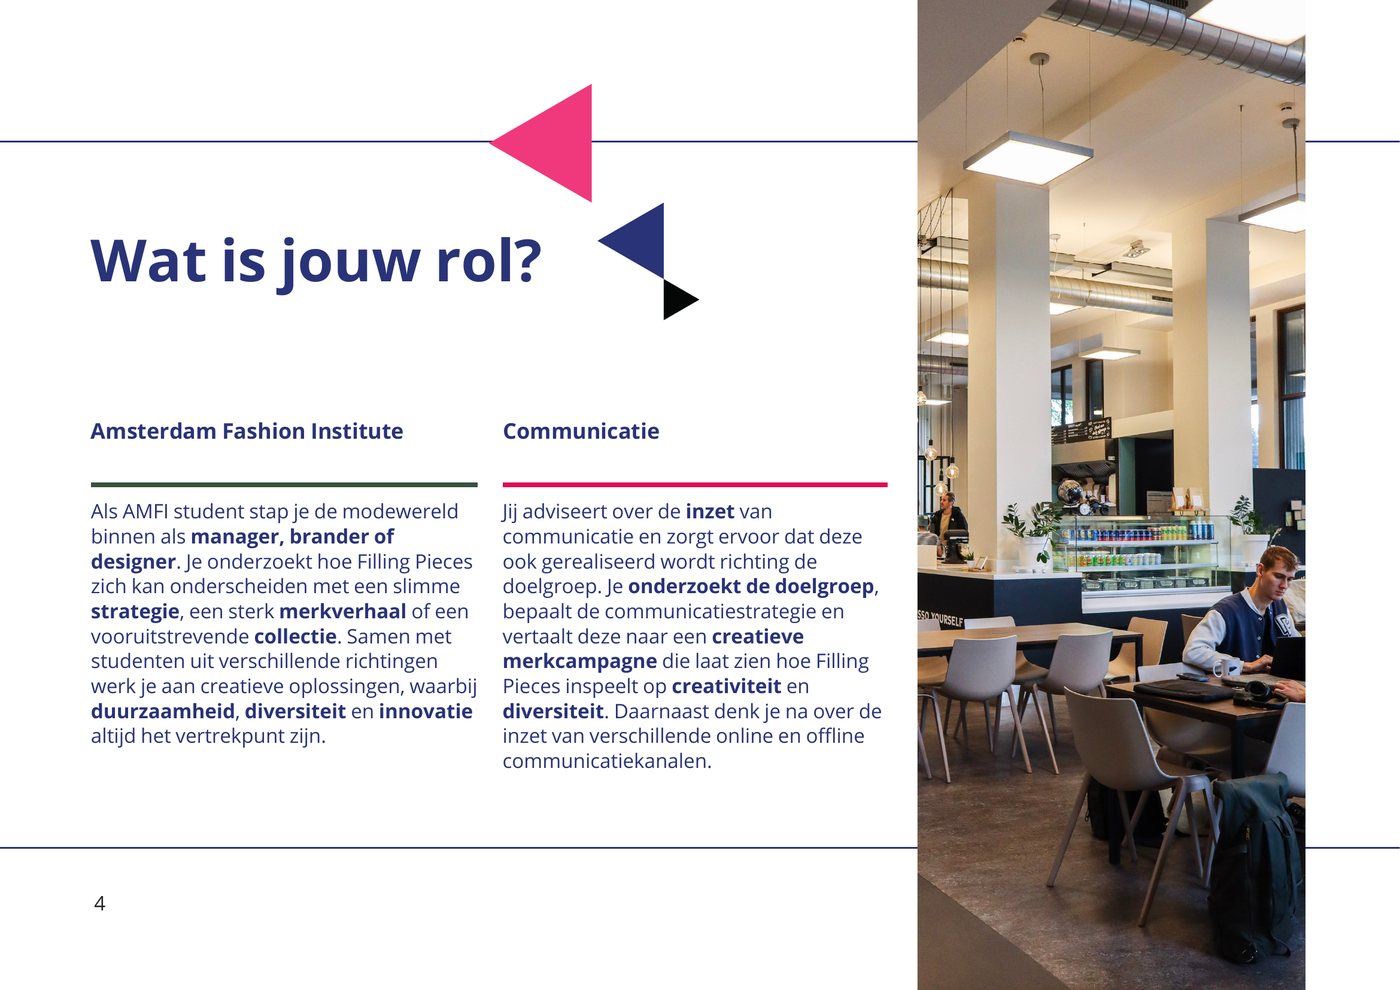 Wat is jouw rol?
Amsterdam Fashion Institute
Als AMFI student stap je de modewereld
binnen als manager, brander of
designer. Je onderzoekt hoe Filling Pieces
zich kan onderscheiden met een slimme
strategie, een sterk merkverhaal of een
vooruitstrevende collectie. Samen met
studenten uit verschillende richtingen
werk je aan creatieve oplossingen, waarbij
duurzaamheid, diversiteit en innovatie
altijd het vertrekpunt zijn.
Communicatie
Jij adviseert over de inzet van
communicatie en zorgt ervoor dat deze
ook gerealiseerd wordt richting de
doelgroep. Je onderzoekt de doelgroep,
bepaalt de communicatiestrategie en
vertaalt deze naar een creatieve
merkcampagne die laat zien hoe Filling
Pieces inspeelt op creativiteit en
diversiteit. Daarnaast denk je na over de
inzet van verschillende online en offline
communicatiekanalen.
SSO YOURSELF
4